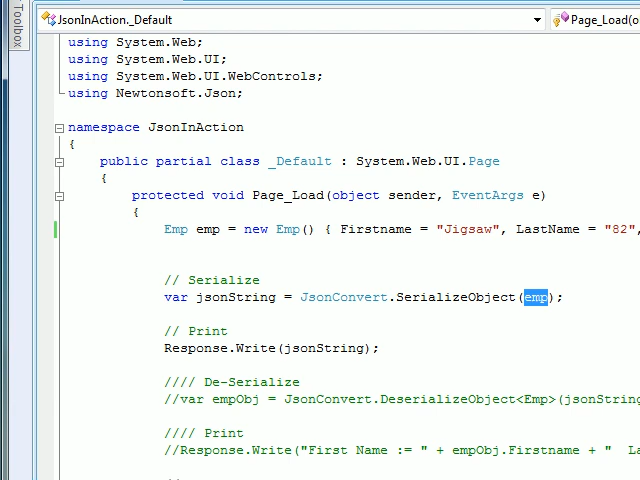 JsonInAction._Default
Page_Load(o
Toolbox
using System.Web;
using System.Web.UI;
using System.Web.UI.WebControls;
using Newtonsoft.Json;
namespace JsonInAction
{
public partial class _Default : System.Web.UI.Page
{
protected void Page_Load(object sender, EventArgs e)
{
Emp emp = new Emp() { Firstname = "Jigsaw", LastName = "82",
// Serialize
var jsonString = JsonConvert.SerializeObject(emp);
// Print
Response.Write(jsonString);
//// De-Serialize
//var empObj = JsonConvert.DeserializeObject<Emp>(jsonString
//// Print
//Response.Write("First Name := " + empObj.Firstname + "  La